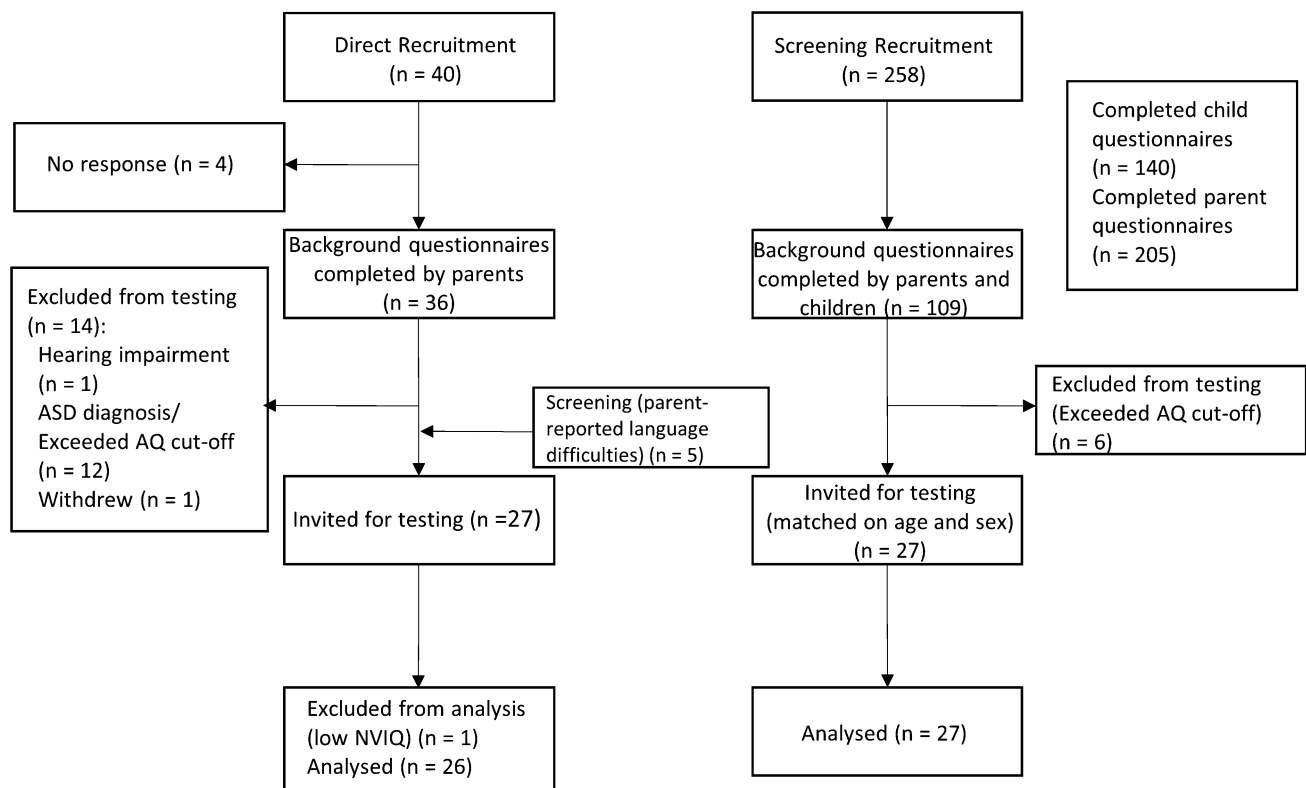 Direct Recruitment
(n = 40)
Screening Recruitment
(n = 258)
Completed child
questionnaires
(n = 140)
Completed parent
questionnaires
(n = 205)
No response (n = 4)
Background questionnaires
completed by parents
(n = 36)
Background questionnaires
completed by parents and
children (n = 109)
Excluded from testing
(n = 14):
Hearing impairment
(n = 1)
ASD diagnosis/
Exceeded AQ cut-off
(n = 12)
Withdrew (n = 1)
Screening (parent-
reported language
difficulties) (n = 5)
Excluded from testing
(Exceeded AQ cut-off)
(n = 6)
Invited for testing (n =27)
Invited for testing
(matched on age and sex)
(n = 27)
Excluded from analysis
(low NVIQ) (n = 1)
Analysed (n = 26)
Analysed (n = 27)